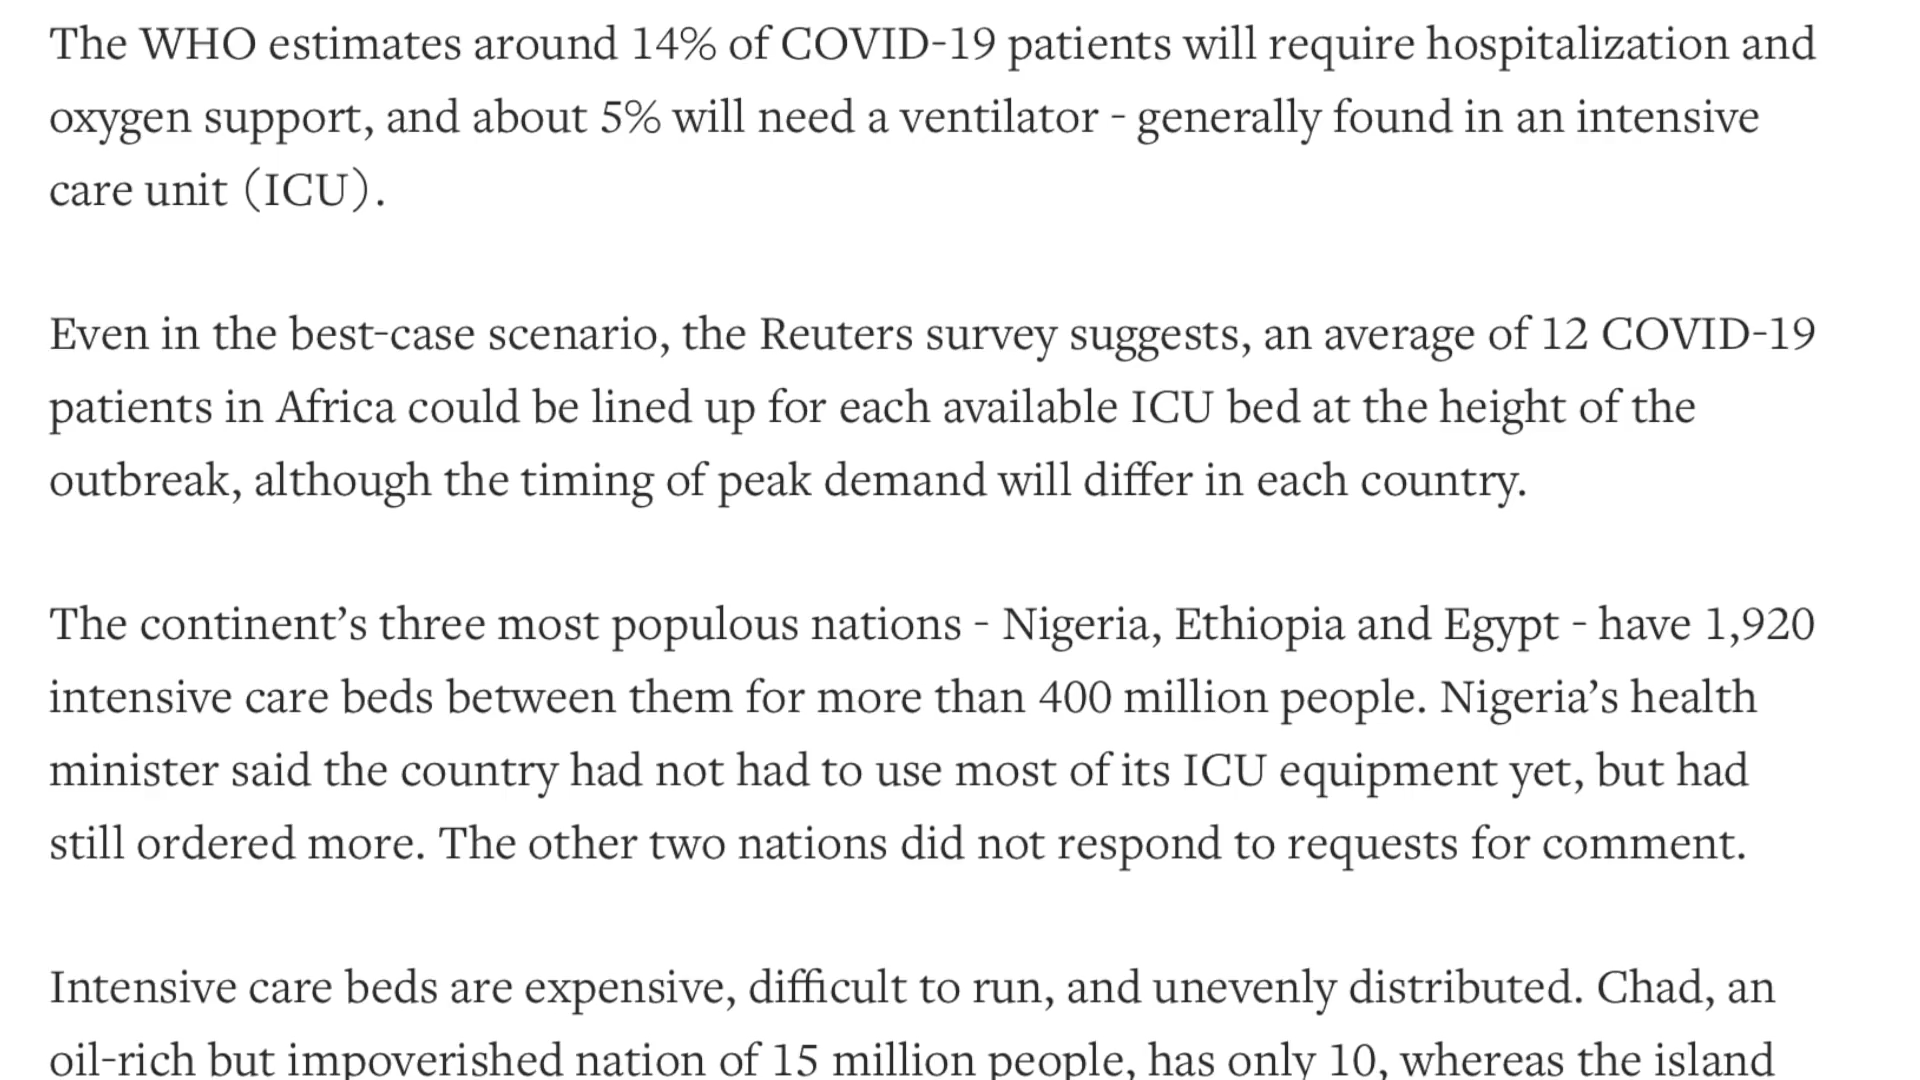 The WHO estimates around 14% of COVID-19 patients will require hospitalization and
oxygen support, and about 5% will need a ventilator - generally found in an intensive
care unit (ICU).
Even in the best-case scenario, the Reuters survey suggests, an average of 12 COVID-19
patients in Africa could be lined up for each available ICU bed at the height of the
outbreak, although the timing of peak demand will differ in each country.
The continent’s three most populous nations - Nigeria, Ethiopia and Egypt - have 1,920
intensive care beds between them for more than 400 million people. Nigeria’s health
minister said the country had not had to use most of its ICU equipment yet, but had
still ordered more. The other two nations did not respond to requests for comment.
Intensive care beds are expensive, difficult to run, and unevenly distributed. Chad, an
oil-rich but impoverished nation of 15 million people, has only 10, whereas the island